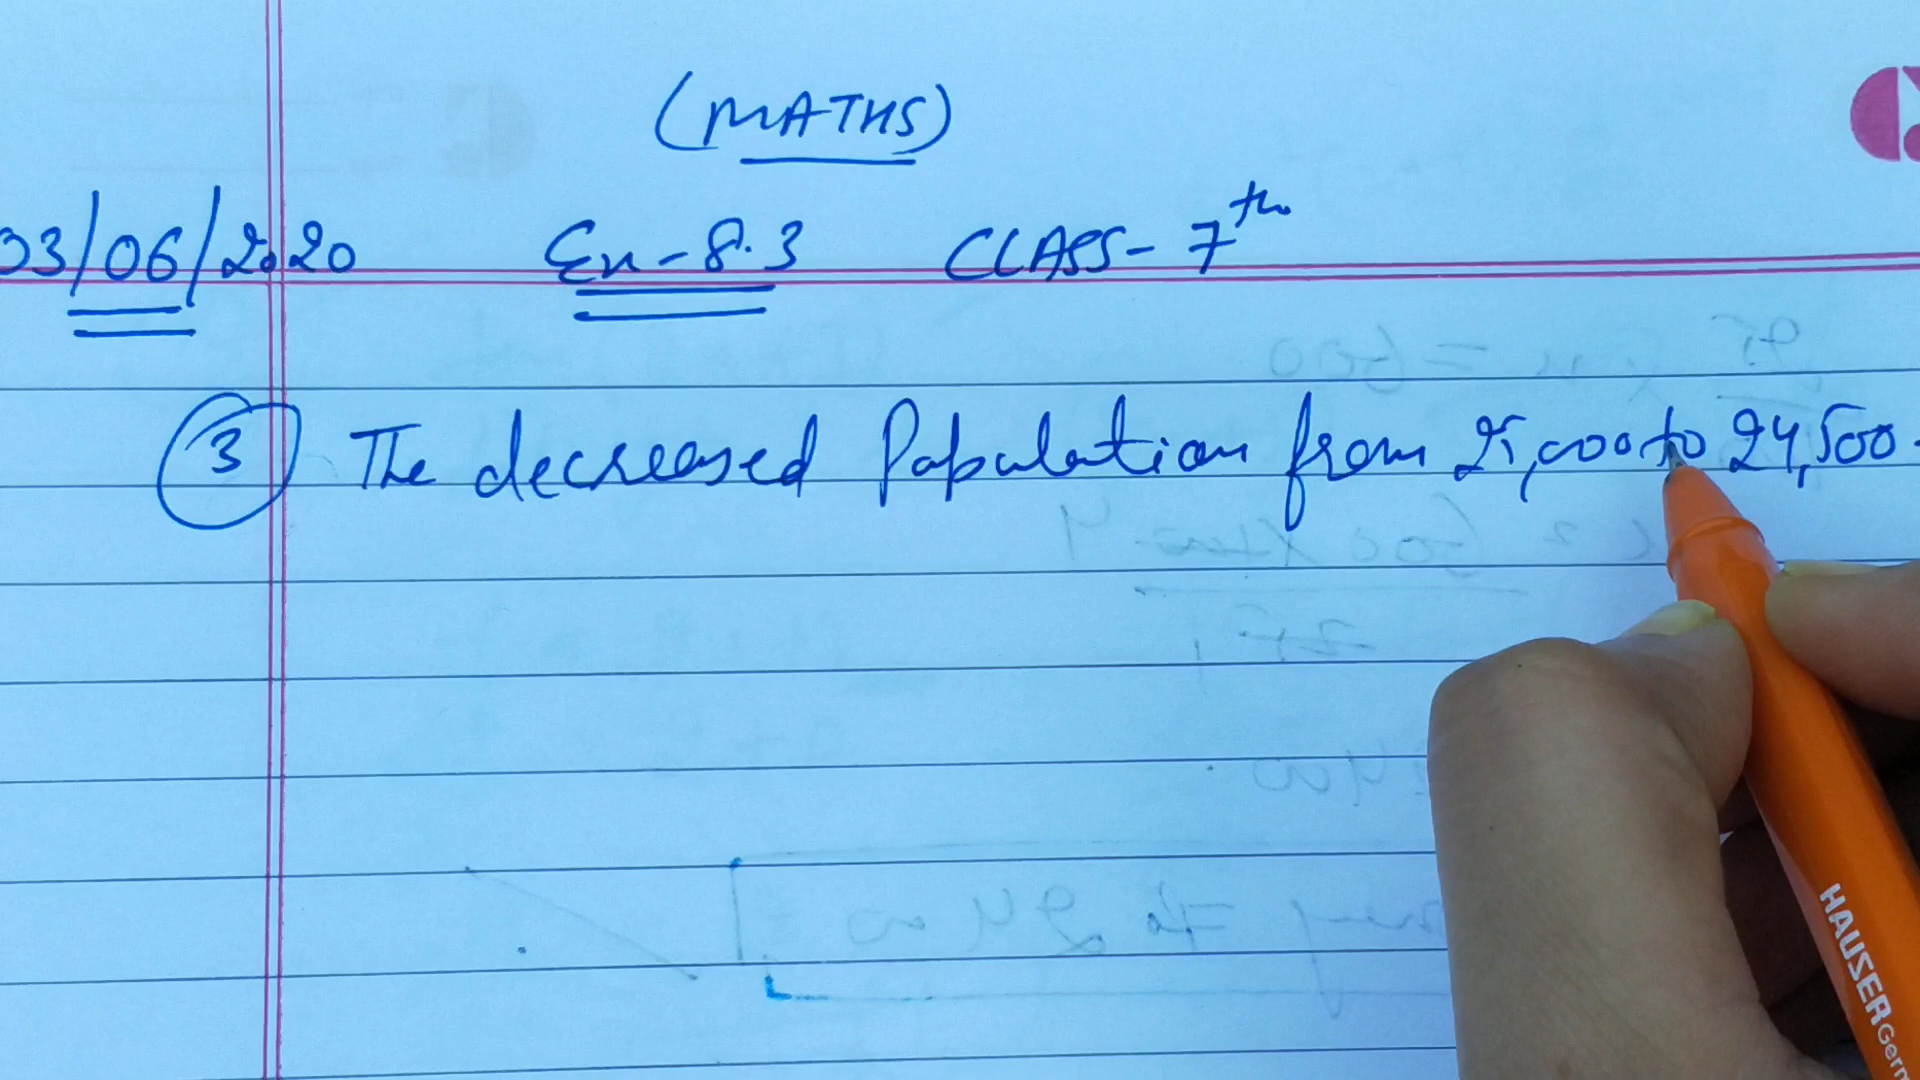 (MATHS)
03/06/2020 Ex-8.3 CLASS-7th
3 The decreased Population from 25,000 to 24,500
HAUSER Germ